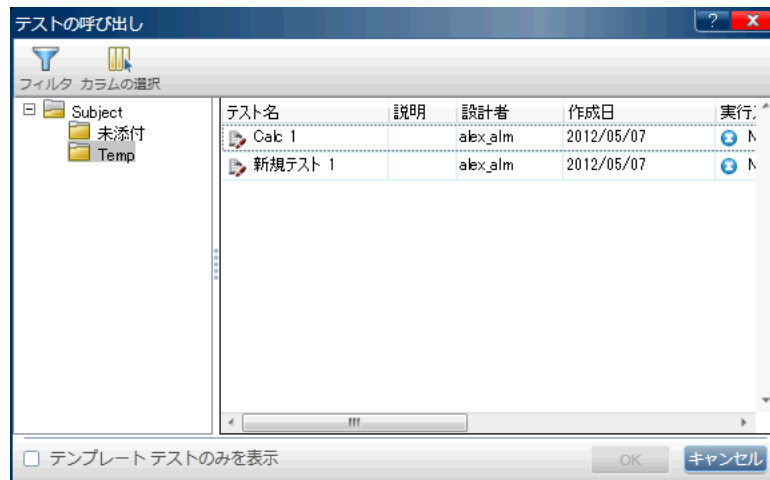 テストの呼び出し
?
フィルタ カラムの選択
Subject
未添付
Temp
テスト名 説明 設計者 作成日 実行
Calc 1 alex_alm 2012/05/07 N
新規テスト 1 alex_alm 2012/05/07 N
テンプレート テストのみを表示
OK キャンセル